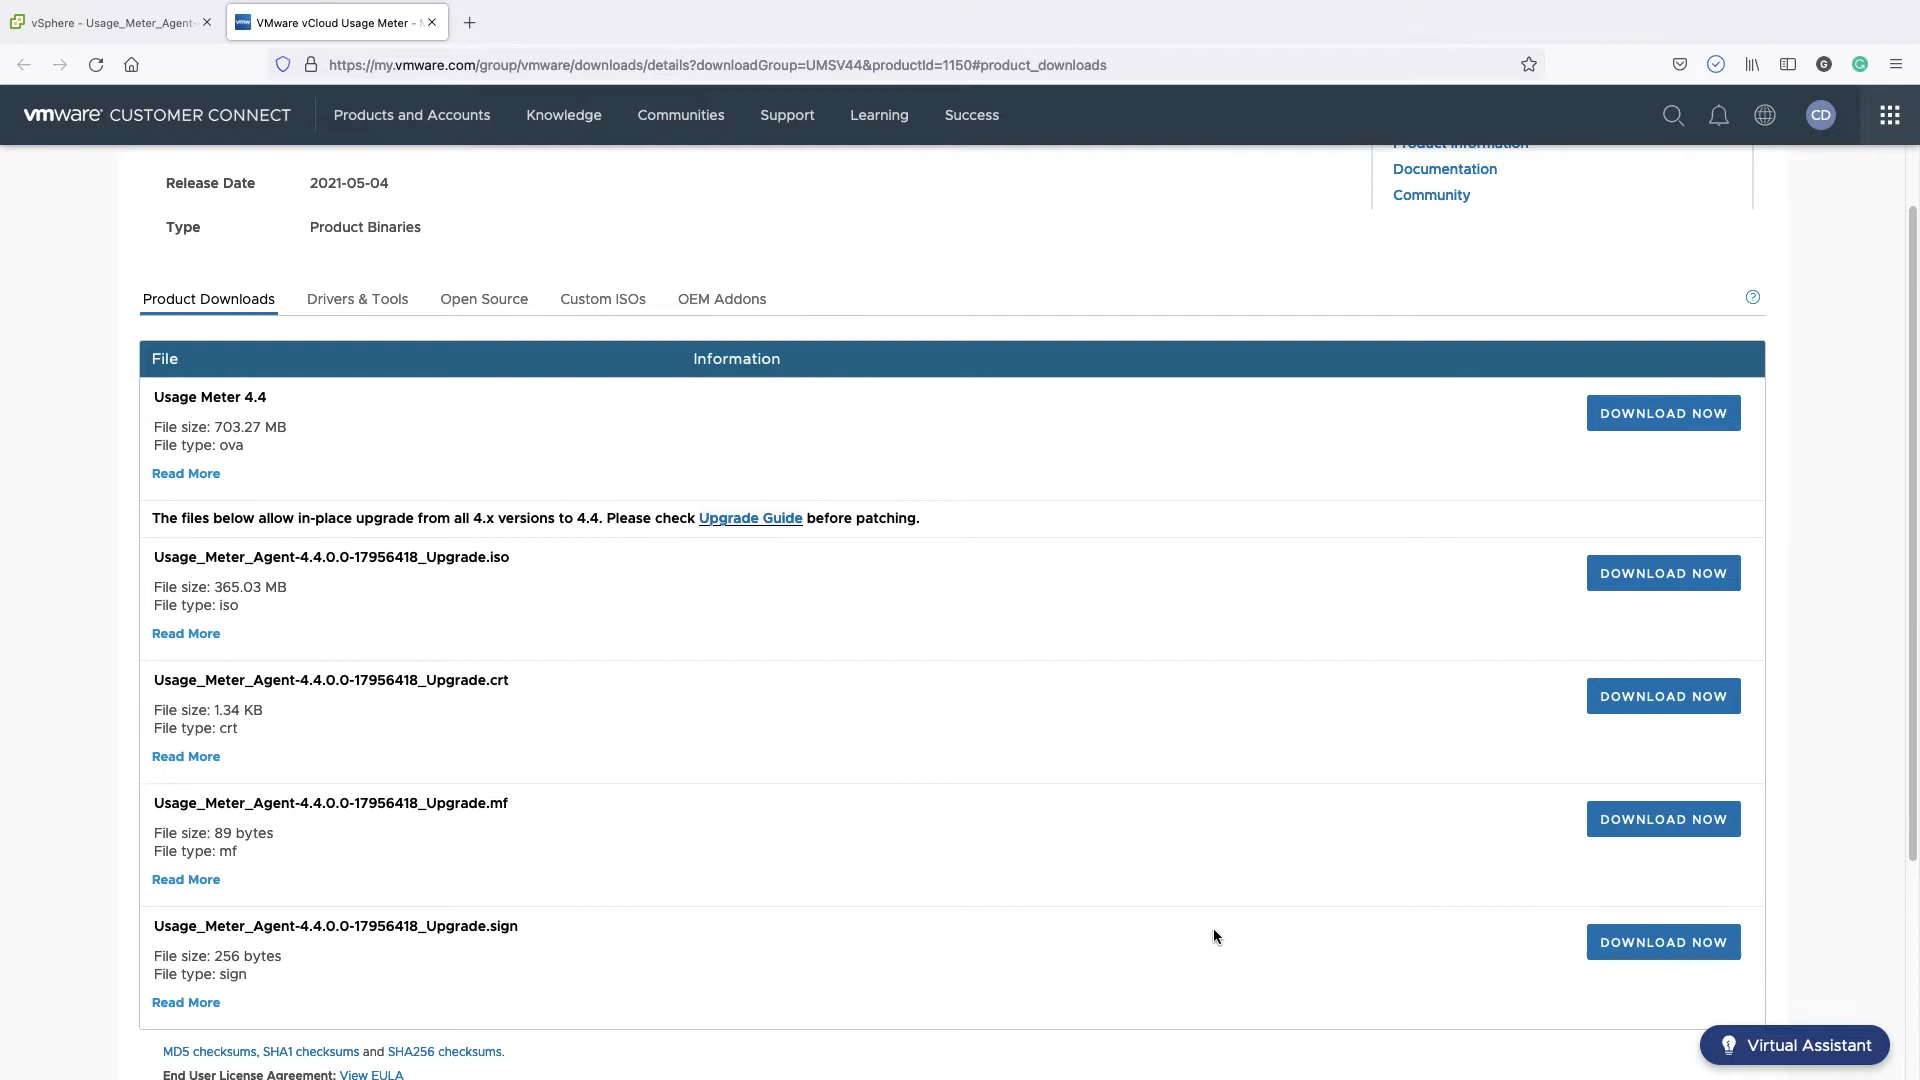 vSphere - Usage_Meter_Agent-
VMware vCloud Usage Meter -
https://my.vmware.com/group/vmware/downloads/details?downloadGroup=UMSV44&productId=1150#product_downloads
vmware® CUSTOMER CONNECT
Products and Accounts
Knowledge
Communities
Support
Learning
Success
CD
Product Information
Documentation
Community
Release Date
2021-05-04
Type
Product Binaries
Product Downloads
Drivers & Tools
Open Source
Custom ISOs
OEM Addons
File
Information
Usage Meter 4.4
File size: 703.27 MB
File type: ova
Read More
DOWNLOAD NOW
The files below allow in-place upgrade from all 4.x versions to 4.4. Please check Upgrade Guide before patching.
Usage_Meter_Agent-4.4.0.0-17956418_Upgrade.iso
File size: 365.03 MB
File type: iso
Read More
DOWNLOAD NOW
Usage_Meter_Agent-4.4.0.0-17956418_Upgrade.crt
File size: 1.34 KB
File type: crt
Read More
DOWNLOAD NOW
Usage_Meter_Agent-4.4.0.0-17956418_Upgrade.mf
File size: 89 bytes
File type: mf
Read More
DOWNLOAD NOW
Usage_Meter_Agent-4.4.0.0-17956418_Upgrade.sign
File size: 256 bytes
File type: sign
Read More
DOWNLOAD NOW
MD5 checksums, SHA1 checksums and SHA256 checksums.
End User License Agreement: View EULA
Virtual Assistant